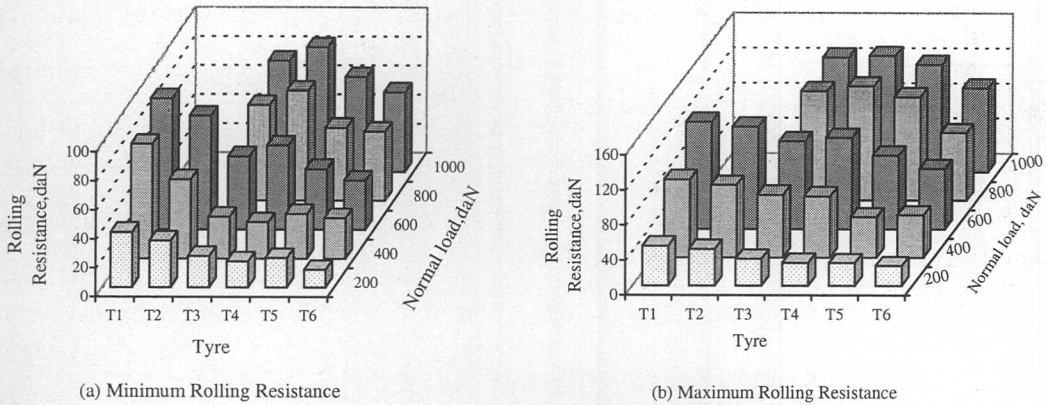 Rolling
Resistance,daN
100
80
60
40
20
0
T1 T2 T3 T4 T5 T6
Tyre
200
400
600
800
1000
Normal load,daN
(a) Minimum Rolling Resistance
Rolling
Resistance,daN
160
120
80
40
0
T1 T2 T3 T4 T5 T6
Tyre
200
400
600
800
1000
Normal load, daN
(b) Maximum Rolling Resistance